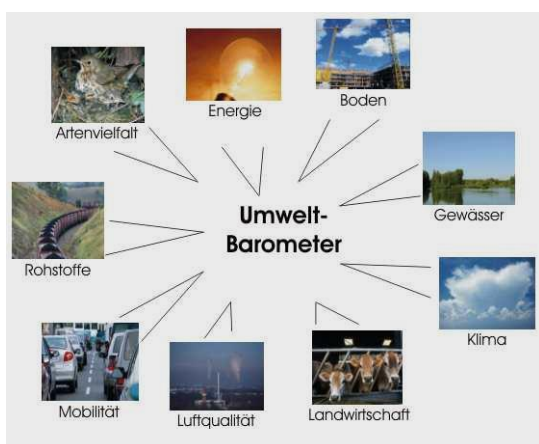 Energie
Boden
Artenvielfalt
Gewässer
Umwelt-
Barometer
Rohstoffe
Klima
Mobilität
Luftqualität
Landwirtschaft